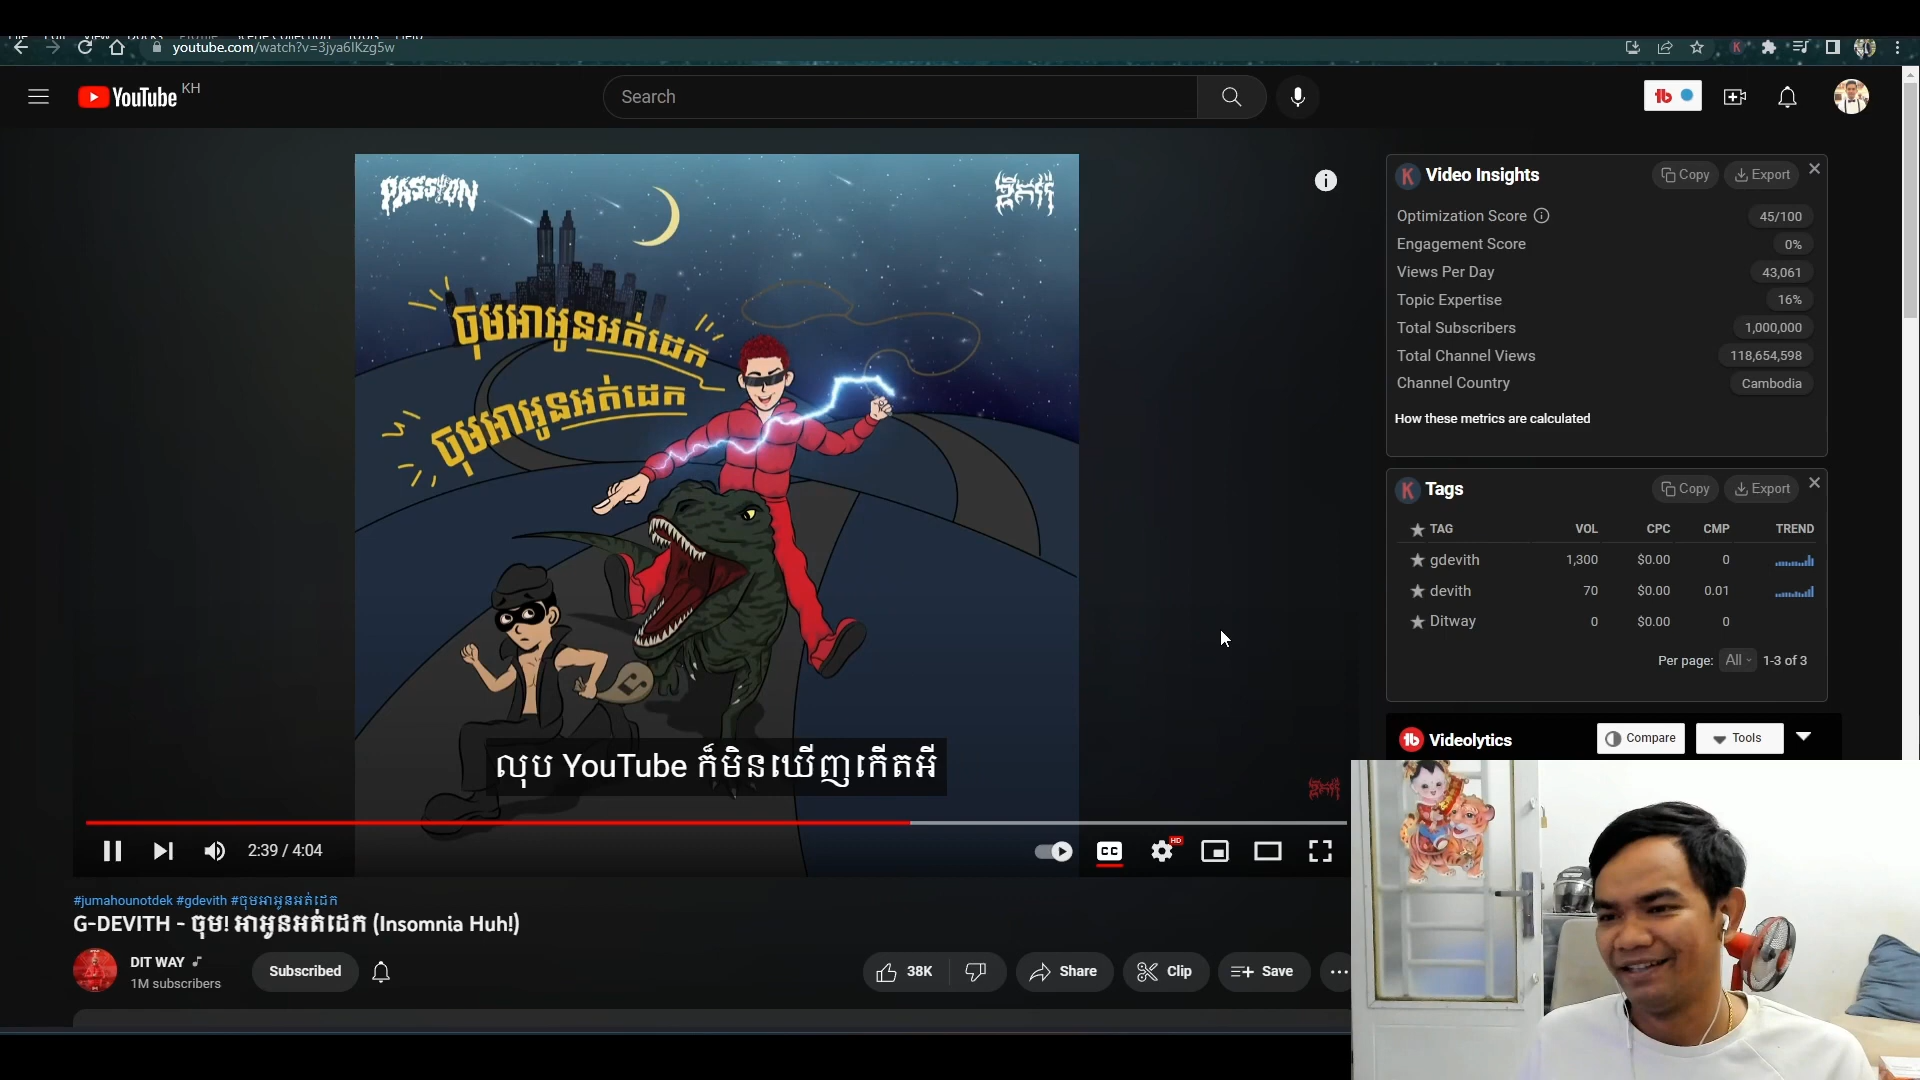 youtube.com/watch?v=3jya6lKzg5w
YouTube KH
Search
PASSION
ចុមអាអូនអត់ដេក
ចុមអាអូនអត់ដេក
លុប YouTube ក៏មិនឃើញកើតអី
2:39 / 4:04
CC
HD
#jumahounotdek #gdevith #ចុមអាអូនអត់ដេក
G-DEVITH - ចុម! អាអូនអត់ដេក (Insomnia Huh!)
DIT WAY
1M subscribers
Subscribed
38K
Share
Clip
Save
Video Insights
Copy
Export
Optimization Score 45/100
Engagement Score 0%
Views Per Day 43,061
Topic Expertise 16%
Total Subscribers 1,000,000
Total Channel Views 118,654,598
Channel Country Cambodia
How these metrics are calculated
Tags
Copy
Export
TAG VOL CPC CMP TREND
gdevith 1,300 $0.00 0
devith 70 $0.00 0.01
Ditway 0 $0.00 0
Per page: All 1-3 of 3
Videolytics
Compare
Tools